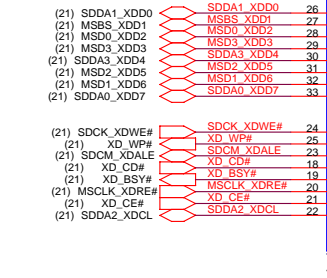 (21) SDDA1_XDD0 SDDA1_XDD0 26
(21) MSBS_XDD1 MSBS_XDD1 27
(21) MSD0_XDD2 MSD0_XDD2 28
(21) MSD3_XDD3 MSD3_XDD3 29
(21) SDDA3_XDD4 SDDA3_XDD4 30
(21) MSD2_XDD5 MSD2_XDD5 31
(21) MSD1_XDD6 MSD1_XDD6 32
(21) SDDA0_XDD7 SDDA0_XDD7 33
(21) SDCK_XDWE# SDCK_XDWE# 24
(21) XD_WP# XD_WP# 25
(21) SDCM_XDALE SDCM_XDALE 23
(21) XD_CD# XD_CD# 18
(21) XD_BSY# XD_BSY# 19
(21) MSCLK_XDRE# MSCLK_XDRE# 20
(21) XD_CE# XD_CE# 21
(21) SDDA2_XDCL SDDA2_XDCL 22